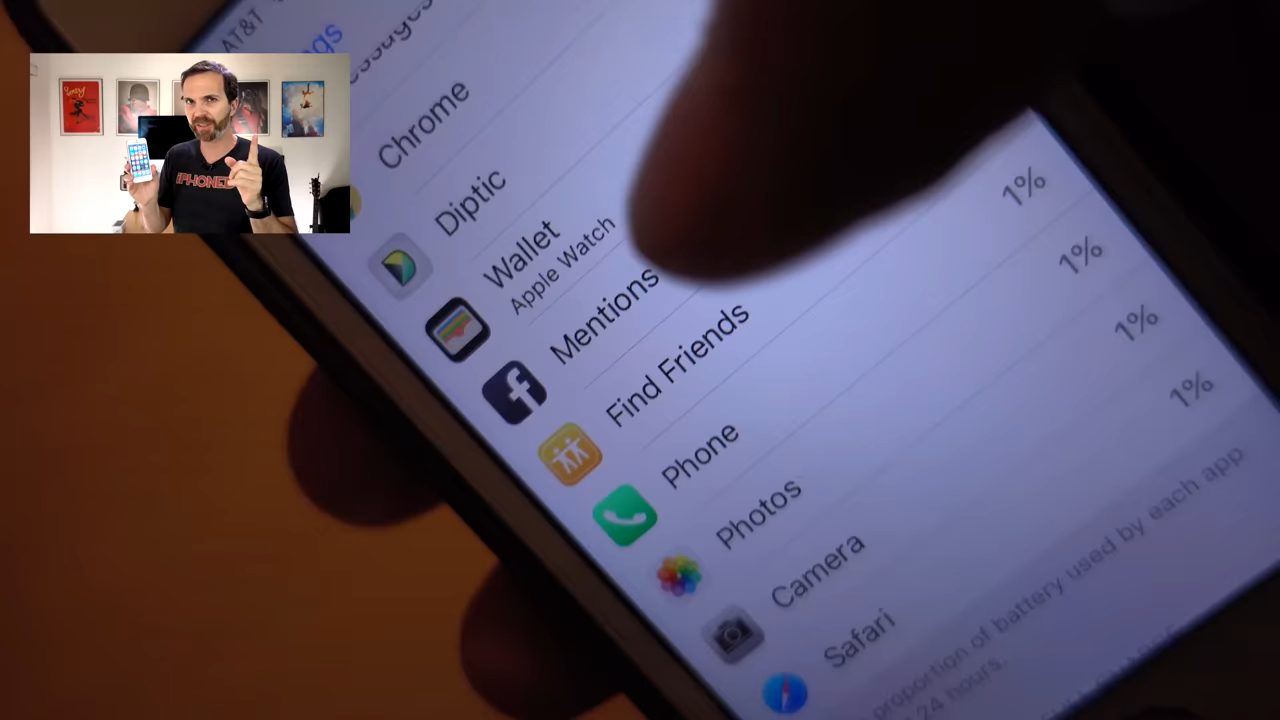 AT&T
Chrome
Diptic
Wallet
Apple Watch
Mentions
Find Friends
1%
Phone
1%
Photos
1%
Camera
1%
Safari
proportion of battery used by each app
24 hours.